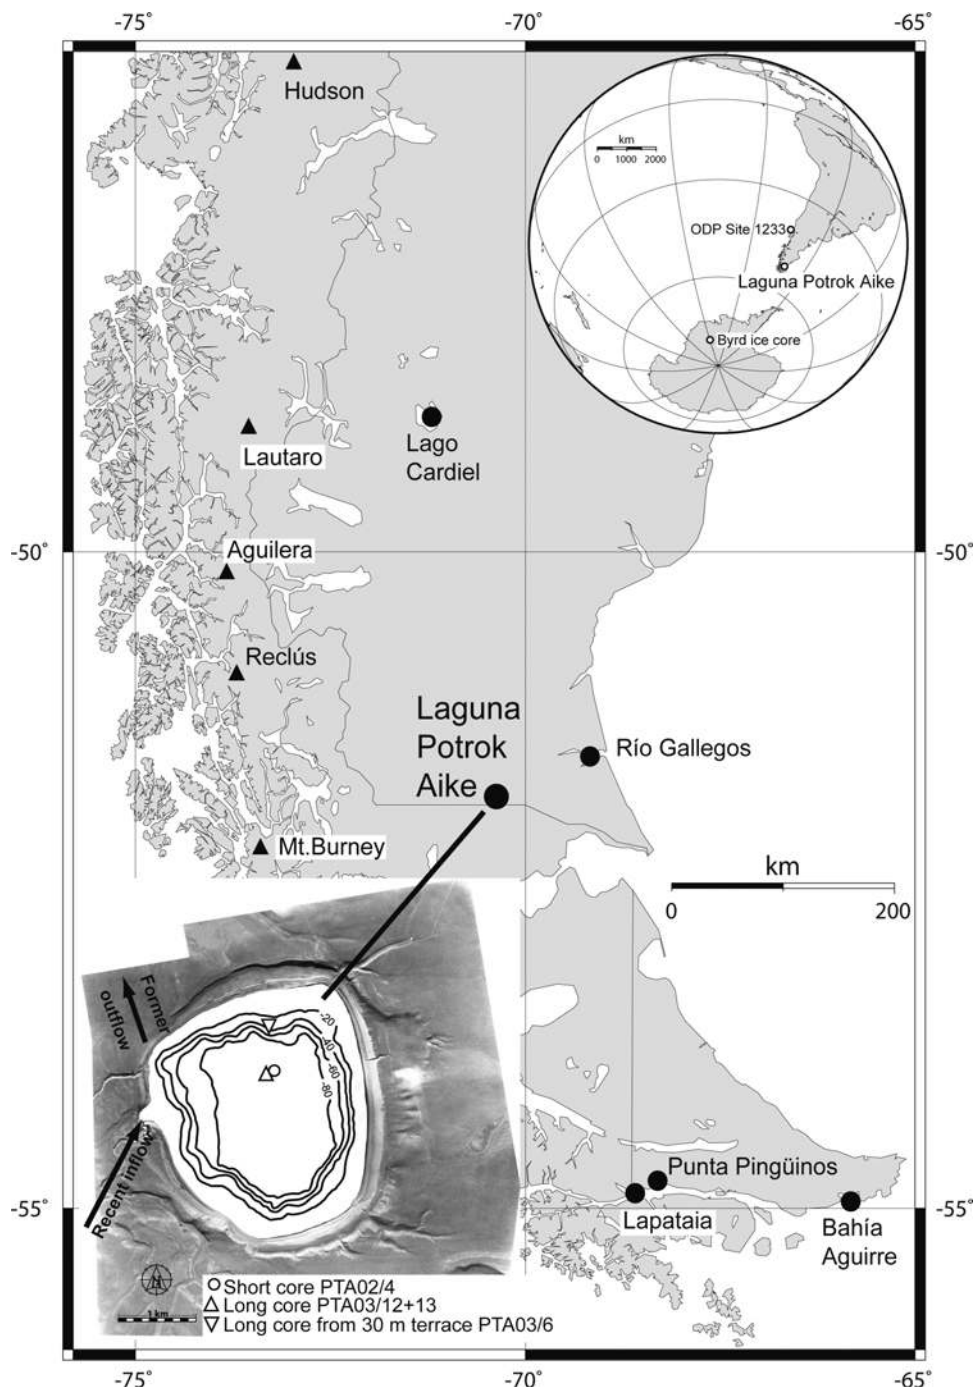 -75°
-70°
-65°
Hudson
km
0 1000 2000
ODP Site 1233
Laguna Potrok Aike
Byrd ice core
Lautaro
Lago
Cardiel
-50°
-50°
Aguilera
Reclús
Laguna
Potrok
Aike
Río Gallegos
Mt.Burney
km
0 200
Former
outflow
-20
-40
-60
-80
Recent inflow
Punta Pingüinos
Lapataia
Bahía
Aguirre
-55°
-55°
N
1 km
Short core PTA02/4
Long core PTA03/12+13
Long core from 30 m terrace PTA03/6
-75°
-70°
-65°